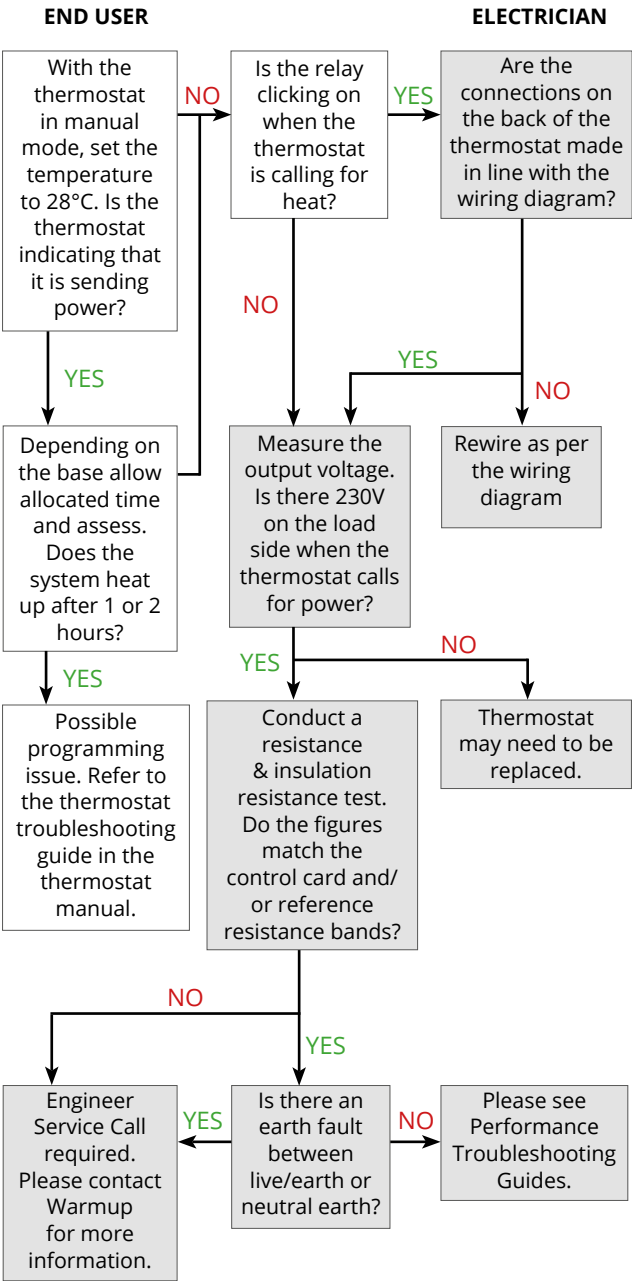 END USER
ELECTRICIAN
With the
thermostat
in manual
mode, set the
temperature
to 28°C. Is the
thermostat
indicating that
it is sending
power?
NO
Is the relay
clicking on
when the
thermostat
is calling for
heat?
YES
Are the
connections on
the back of the
thermostat made
in line with the
wiring diagram?
NO
YES
YES
NO
Depending on
the base allow
allocated time
and assess.
Does the
system heat
up after 1 or 2
hours?
Measure the
output voltage.
Is there 230V
on the load
side when the
thermostat calls
for power?
Rewire as per
the wiring
diagram
YES
YES
NO
Possible
programming
issue. Refer to
the thermostat
troubleshooting
guide in the
thermostat
manual.
Conduct a
resistance
& insulation
resistance test.
Do the figures
match the
control card and/
or reference
resistance bands?
Thermostat
may need to be
replaced.
NO
YES
Engineer
Service Call
required.
Please contact
Warmup
for more
information.
YES
Is there an
earth fault
between
live/earth or
neutral earth?
NO
Please see
Performance
Troubleshooting
Guides.